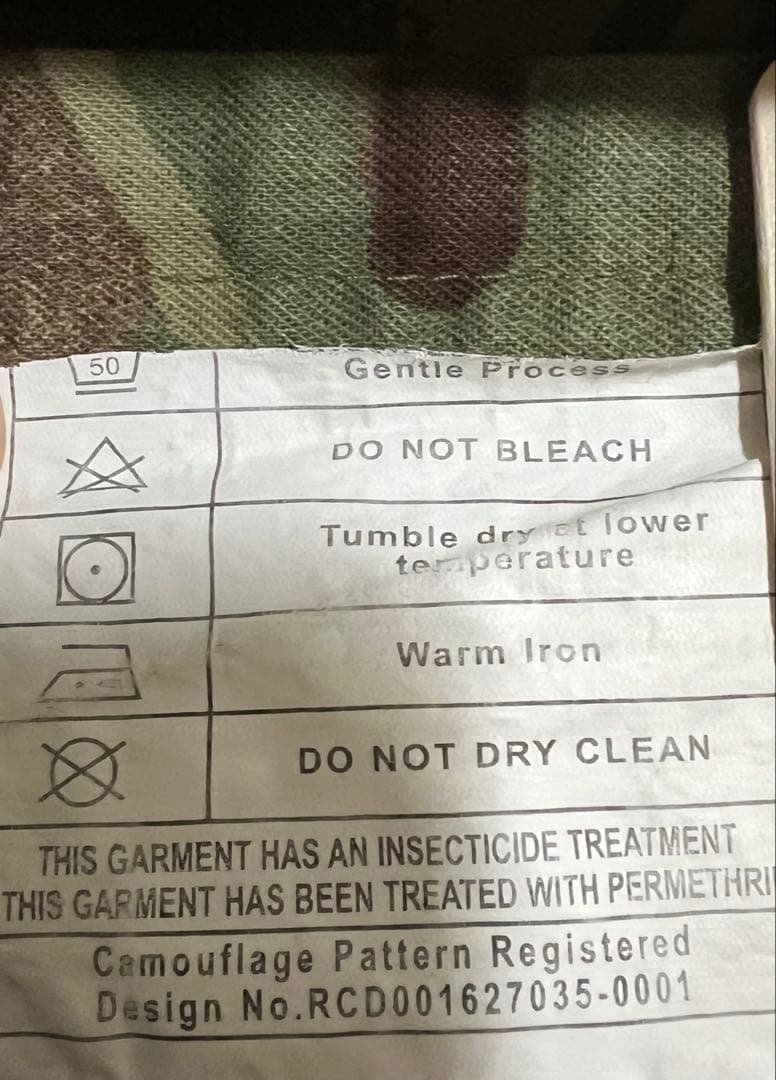 50
Gentle Process
DO NOT BLEACH
Tumble dry at lower
temperature
Warm Iron
DO NOT DRY CLEAN
THIS GARMENT HAS AN INSECTICIDE TREATMENT
THIS GARMENT HAS BEEN TREATED WITH PERMETHRI
Camouflage Pattern Registered
Design No.RCD001627035-0001